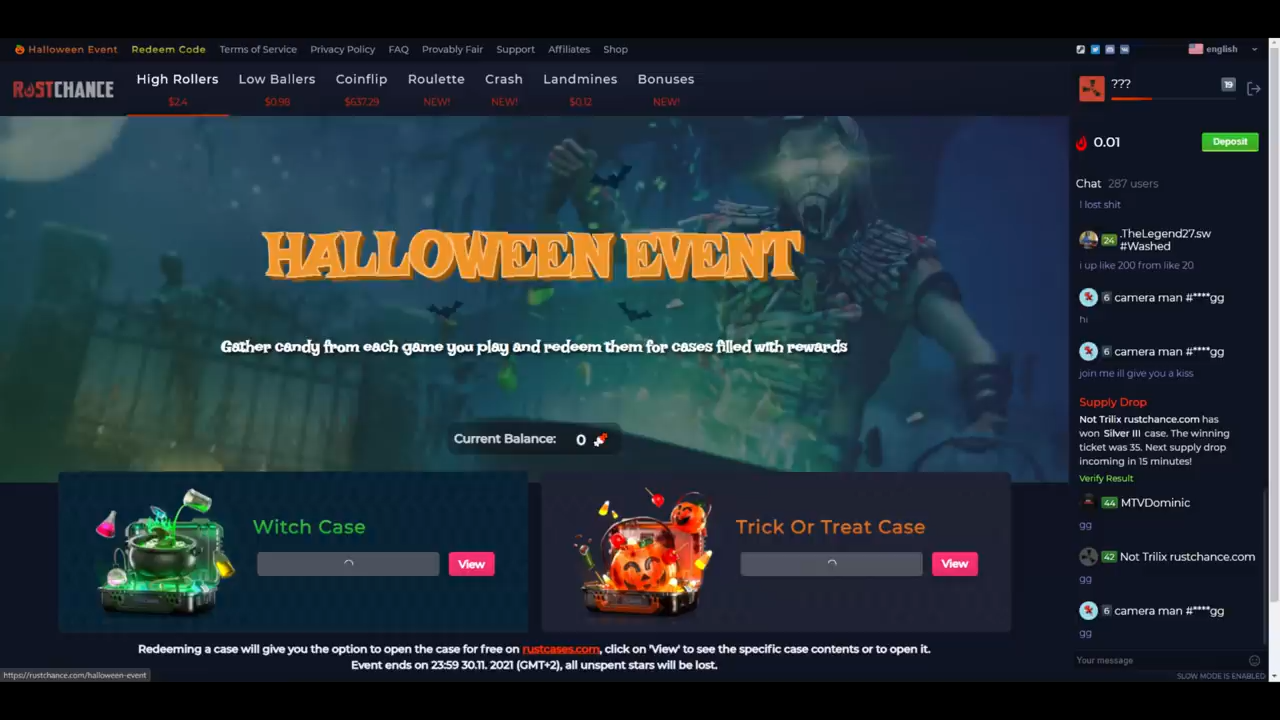 Halloween Event
Redeem Code
Terms of Service
Privacy Policy
FAQ
Provably Fair
Support
Affiliates
Shop
english
RUSTCHANCE
High Rollers
Low Ballers
Coinflip
Roulette
Crash
Landmines
Bonuses
$2.4
$0.98
$637.29
NEW!
NEW!
$0.12
NEW!
???
19
0.01
Deposit
Chat 287 users
I lost shit
24 .TheLegend27.sw
#Washed
i up like 200 from like 20
6 camera man #****gg
hi
6 camera man #****gg
join me ill give you a kiss
Supply Drop
Not Trilix rustchance.com has
won Silver III case. The winning
ticket was 35. Next supply drop
incoming in 15 minutes!
Verify Result
44 MTVDominic
gg
42 Not Trilix rustchance.com
gg
6 camera man #****gg
gg
Your message
SLOW MODE IS ENABLED
HALLOWEEN EVENT
Gather candy from each game you play and redeem them for cases filled with rewards
Current Balance: 0
Witch Case
View
Trick Or Treat Case
View
Redeeming a case will give you the option to open the case for free on rustcases.com, click on 'View' to see the specific case contents or to open it.
Event ends on 23:59 30.11. 2021 (GMT+2), all unspent stars will be lost.
https://rustchance.com/halloween-event